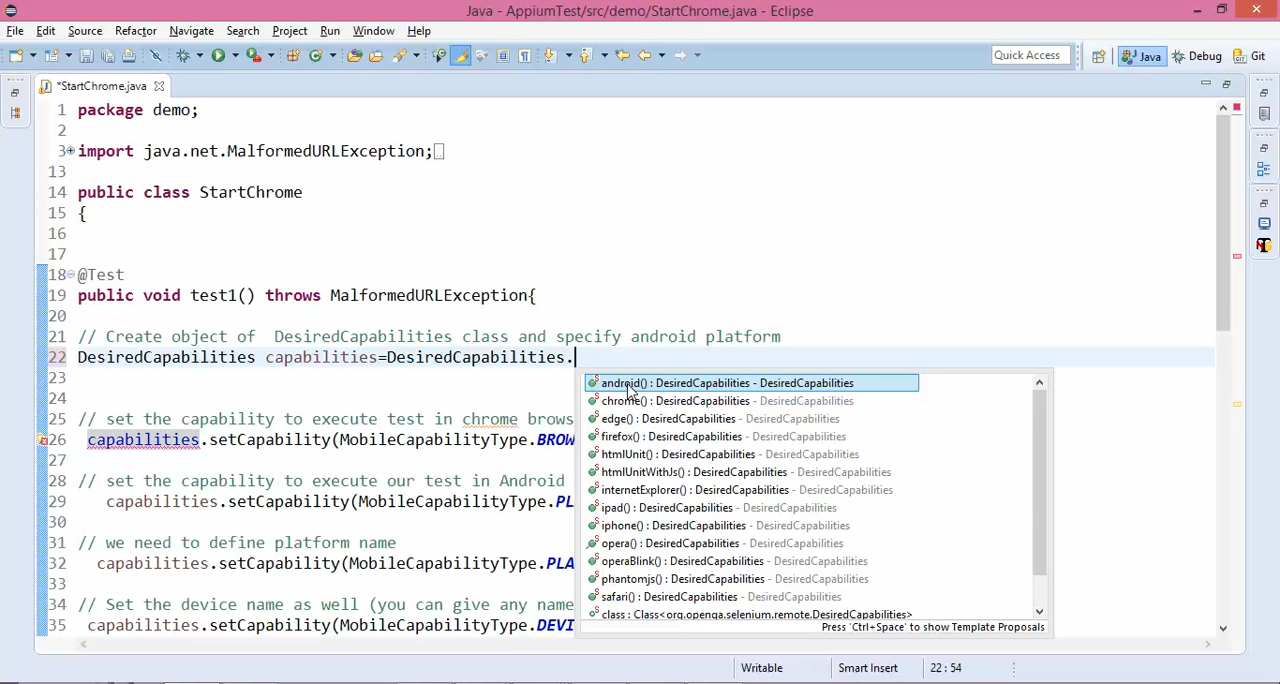 Java - AppiumTest/src/demo/StartChrome.java - Eclipse
File Edit Source Refactor Navigate Search Project Run Window Help
Quick Access Java Debug Git
*StartChrome.java
1 package demo;
2
3 import java.net.MalformedURLException;
13
14 public class StartChrome
15 {
16
17
18 @Test
19 public void test1() throws MalformedURLException{
20
21 // Create object of  DesiredCapabilities class and specify android platform
22 DesiredCapabilities capabilities=DesiredCapabilities.
23
24
25 // set the capability to execute test in chrome brows
26 capabilities.setCapability(MobileCapabilityType.BROW
27
28 // set the capability to execute our test in Android
29 capabilities.setCapability(MobileCapabilityType.PL
30
31 // we need to define platform name
32 capabilities.setCapability(MobileCapabilityType.PLA
33
34 // Set the device name as well (you can give any name
35 capabilities.setCapability(MobileCapabilityType.DEVI
android() : DesiredCapabilities - DesiredCapabilities
chrome() : DesiredCapabilities - DesiredCapabilities
edge() : DesiredCapabilities - DesiredCapabilities
firefox() : DesiredCapabilities - DesiredCapabilities
htmlUnit() : DesiredCapabilities - DesiredCapabilities
htmlUnitWithJs() : DesiredCapabilities - DesiredCapabilities
internetExplorer() : DesiredCapabilities - DesiredCapabilities
ipad() : DesiredCapabilities - DesiredCapabilities
iphone() : DesiredCapabilities - DesiredCapabilities
opera() : DesiredCapabilities - DesiredCapabilities
operaBlink() : DesiredCapabilities - DesiredCapabilities
phantomjs() : DesiredCapabilities - DesiredCapabilities
safari() : DesiredCapabilities - DesiredCapabilities
class : Class<org.openqa.selenium.remote.DesiredCapabilities>
Press 'Ctrl+Space' to show Template Proposals
Writable Smart Insert 22 : 54